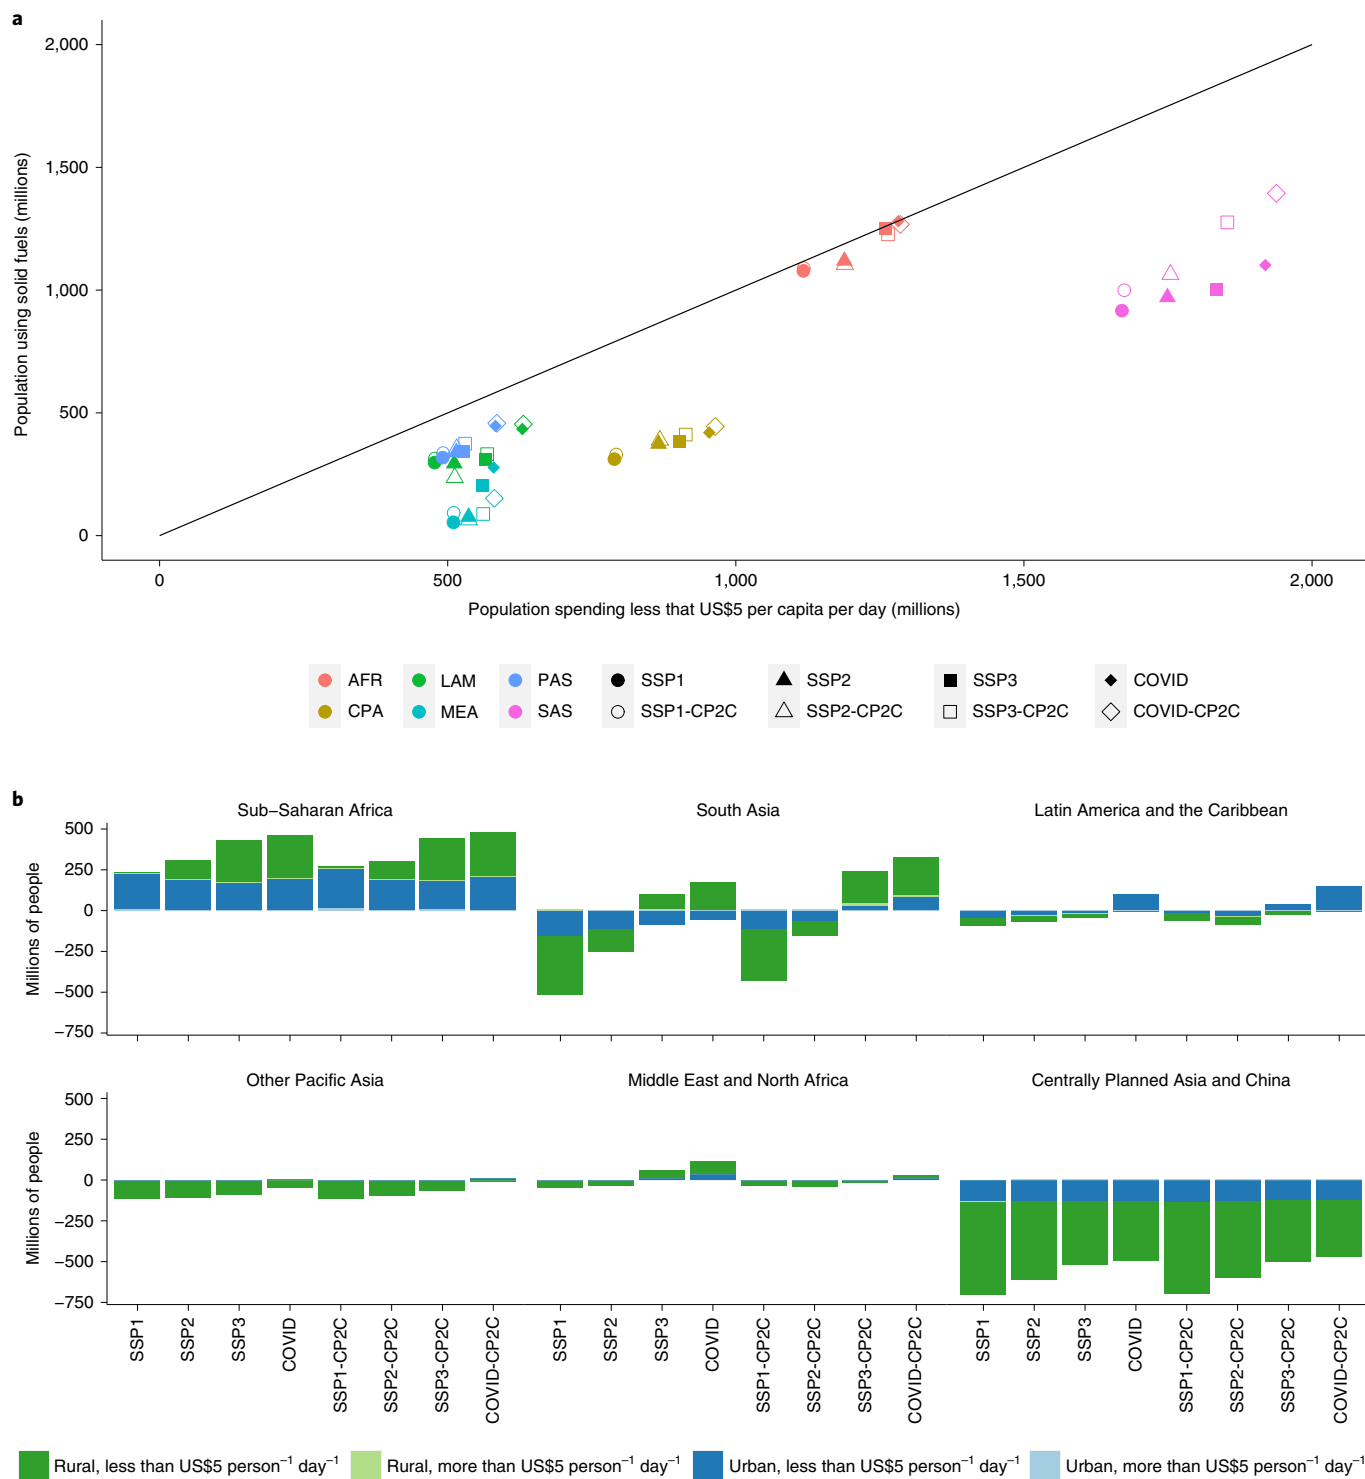 a
2,000
1,500
1,000
500
0
Population using solid fuels (millions)
0 500 1,000 1,500 2,000
Population spending less that US$5 per capita per day (millions)
AFR LAM PAS SSP1 SSP2 SSP3 COVID
CPA MEA SAS SSP1-CP2C SSP2-CP2C SSP3-CP2C COVID-CP2C
b
Sub–Saharan Africa South Asia Latin America and the Caribbean
500
250
0
−250
−500
−750
Millions of people
Other Pacific Asia Middle East and North Africa Centrally Planned Asia and China
500
250
0
−250
−500
−750
Millions of people
SSP1 SSP2 SSP3 COVID SSP1-CP2C SSP2-CP2C SSP3-CP2C COVID-CP2C SSP1 SSP2 SSP3 COVID SSP1-CP2C SSP2-CP2C SSP3-CP2C COVID-CP2C SSP1 SSP2 SSP3 COVID SSP1-CP2C SSP2-CP2C SSP3-CP2C COVID-CP2C
Rural, less than US$5 person⁻¹ day⁻¹ Rural, more than US$5 person⁻¹ day⁻¹ Urban, less than US$5 person⁻¹ day⁻¹ Urban, more than US$5 person⁻¹ day⁻¹